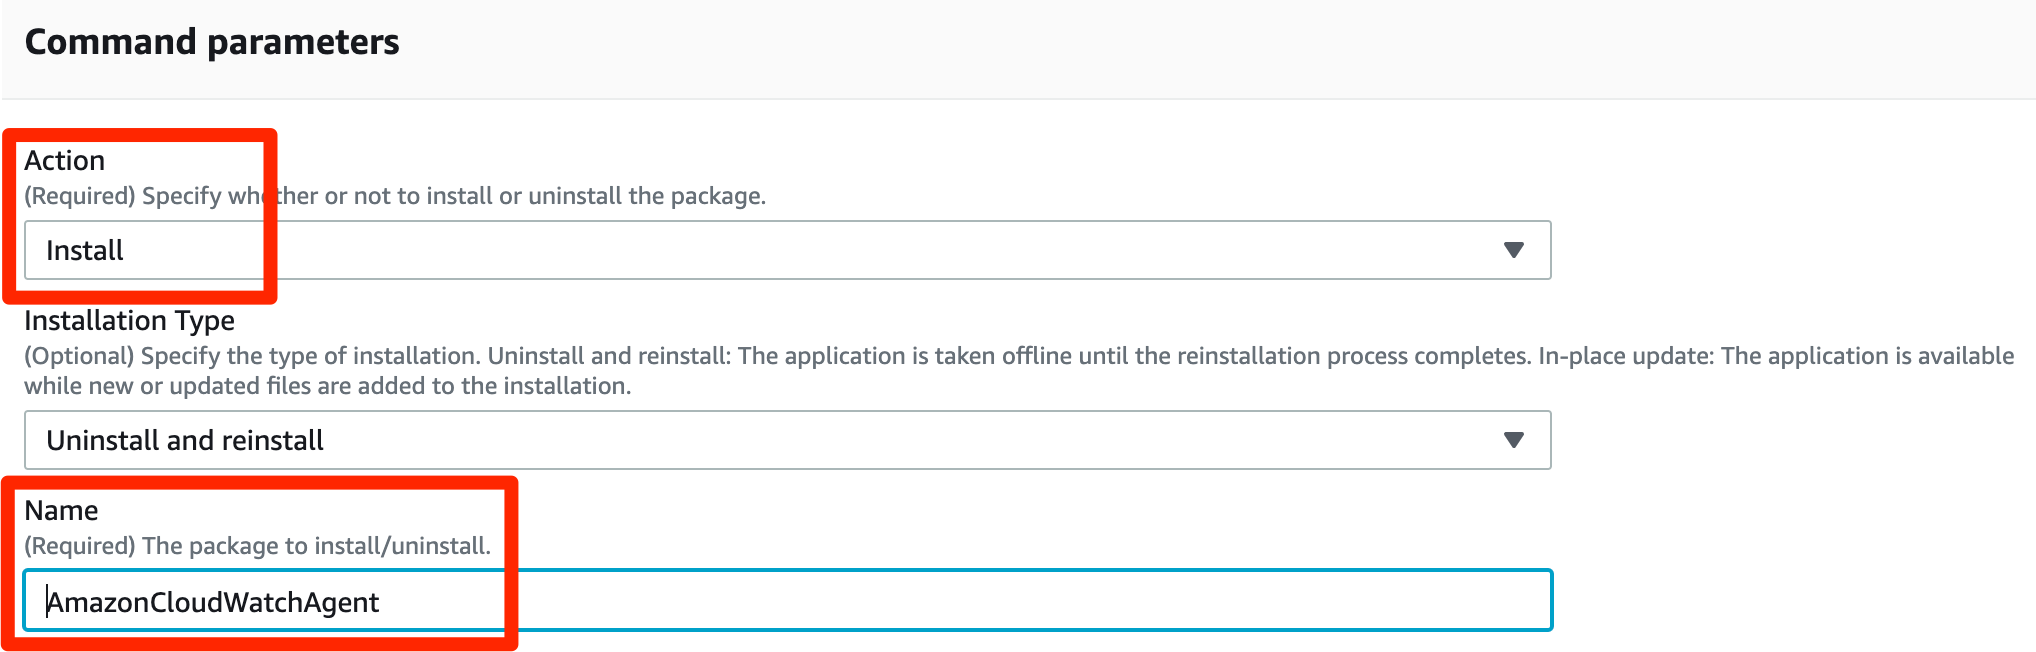 Command parameters
Action
(Required) Specify whether or not to install or uninstall the package.
Install
Installation Type
(Optional) Specify the type of installation. Uninstall and reinstall: The application is taken offline until the reinstallation process completes. In-place update: The application is available
while new or updated files are added to the installation.
Uninstall and reinstall
Name
(Required) The package to install/uninstall.
AmazonCloudWatchAgent